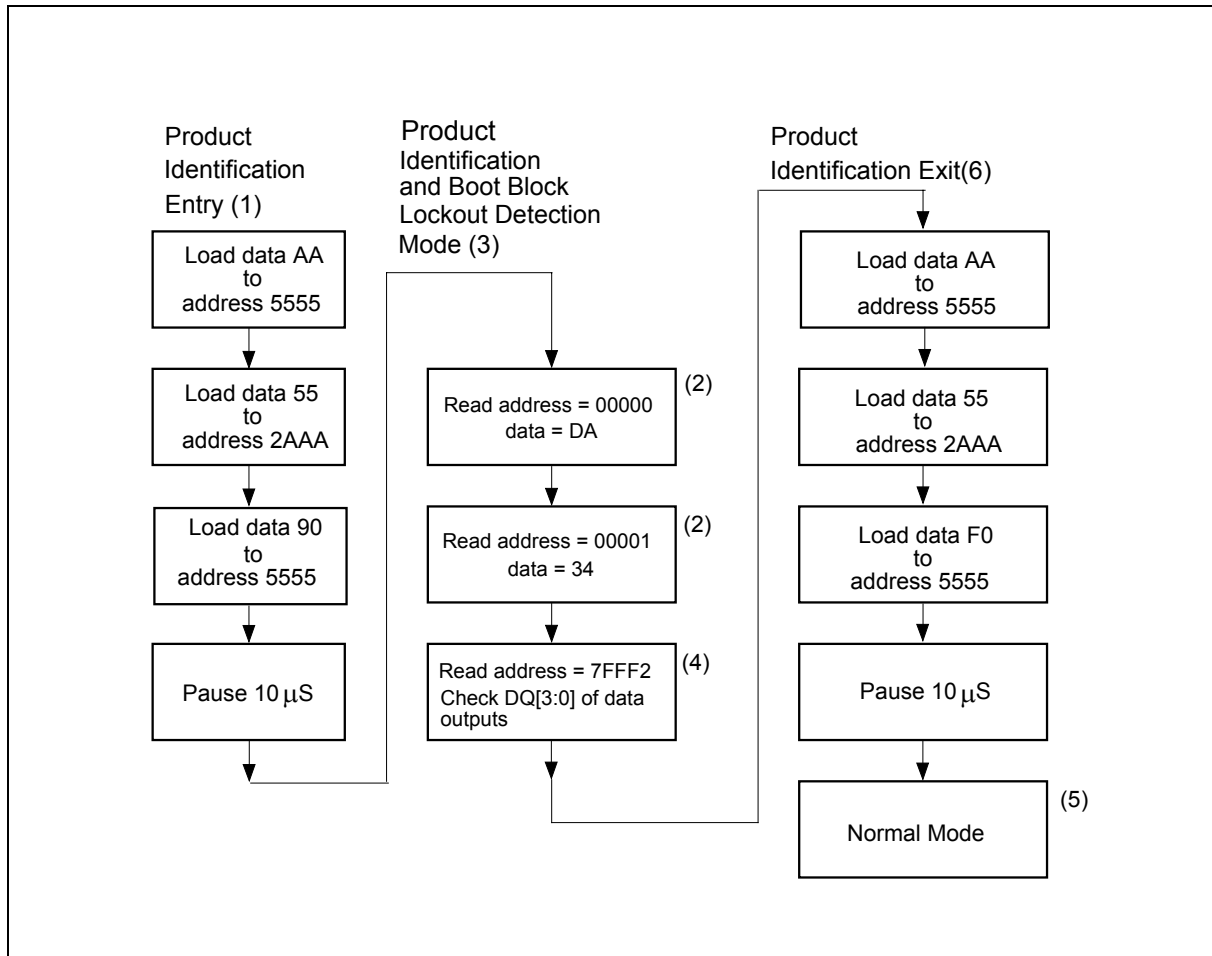 Product
Identification
Entry (1)
Load data AA
to
address 5555
Load data 55
to
address 2AAA
Load data 90
to
address 5555
Pause 10 μS
Product
Identification
and Boot Block
Lockout Detection
Mode (3)
Read address = 00000
data = DA
(2)
Read address = 00001
data = 34
(2)
Read address = 7FFF2
Check DQ[3:0] of data
outputs
(4)
Product
Identification Exit(6)
Load data AA
to
address 5555
Load data 55
to
address 2AAA
Load data F0
to
address 5555
Pause 10 μS
Normal Mode
(5)